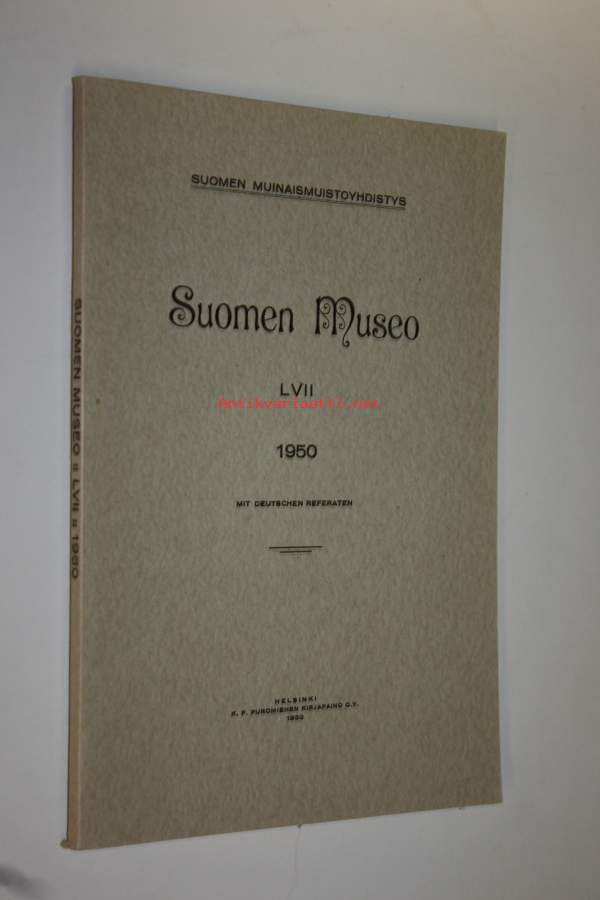 SUOMEN MUINAISMUISTOYHDISTYS
Suomen Museo
LVII
Antikvariaatti.net
1950
MIT DEUTSCHEN REFERATEN
HELSINKI
K. F. PUROMIEHEN KIRJAPAINO O.Y.
1950
SUOMEN MUSEO :: LVII :: 1950